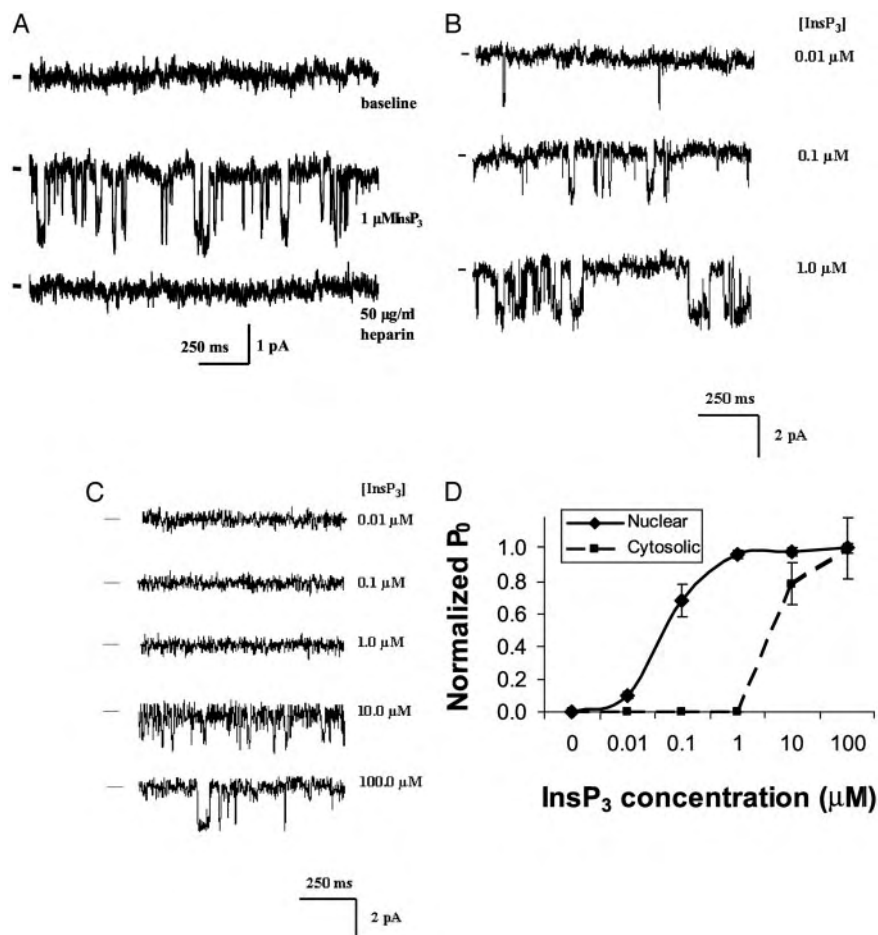 A
baseline
1 µMInsP3
50 µg/ml
heparin
250 ms
1 pA
B
[InsP3]
0.01 µM
0.1 µM
1.0 µM
250 ms
2 pA
C
[InsP3]
0.01 µM
0.1 µM
1.0 µM
10.0 µM
100.0 µM
250 ms
2 pA
D
Nuclear
Cytosolic
Normalized P0
1.0
0.8
0.6
0.4
0.2
0.0
0 0.01 0.1 1 10 100
InsP3 concentration (µM)